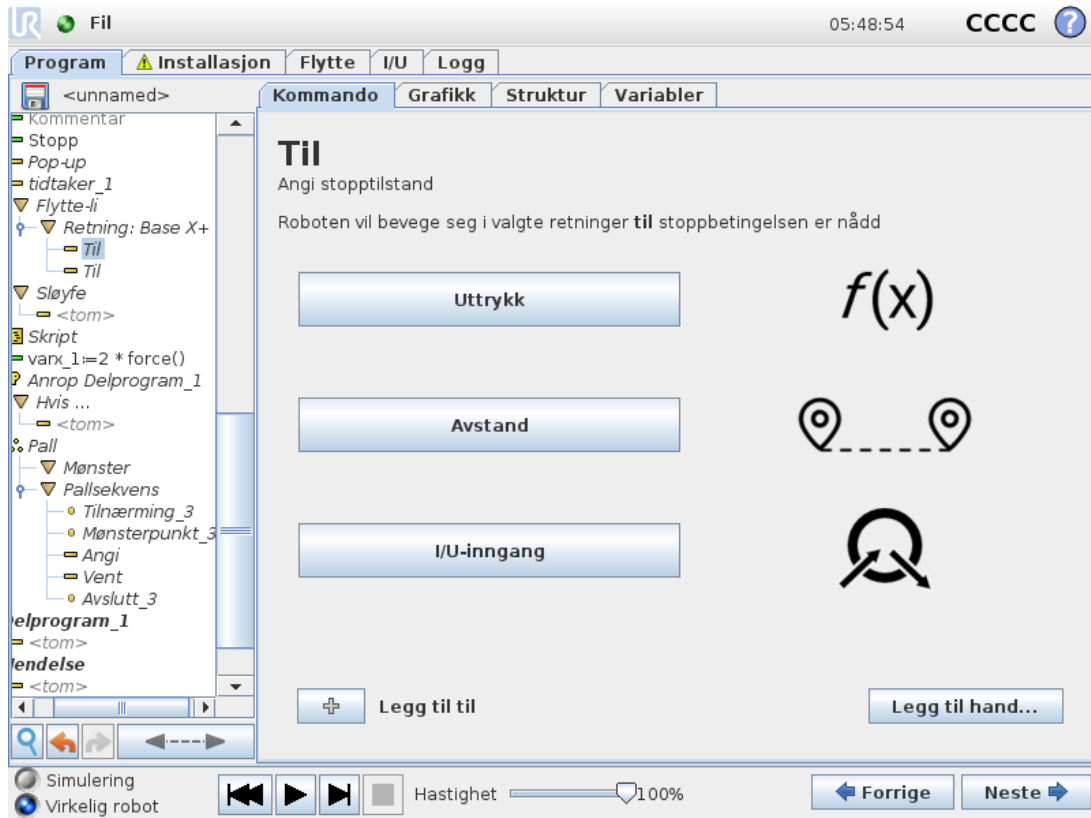 UR Fil 05:48:54 CCCC ?
Program Installasjon Flytte I/U Logg
<unnamed>
Kommando Grafikk Struktur Variabler
Kommentar
Stopp
Pop-up
tidtaker_1
Flytte-li
Retning: Base X+
Til
Til
Sløyfe
<tom>
Skript
varx_1:=2 * force()
Anrop Delprogram_1
Hvis ...
<tom>
Pall
Mønster
Pallsekvens
Tilnærming_3
Mønsterpunkt_3
Angi
Vent
Avslutt_3
elprogram_1
<tom>
endelse
<tom>
Til
Angi stopptilstand
Roboten vil bevege seg i valgte retninger til stoppbetingelsen er nådd
Uttrykk
f(x)
Avstand
I/U-inngang
Legg til til
Legg til hand...
Simulering
Virkelig robot
Hastighet 100%
Forrige
Neste